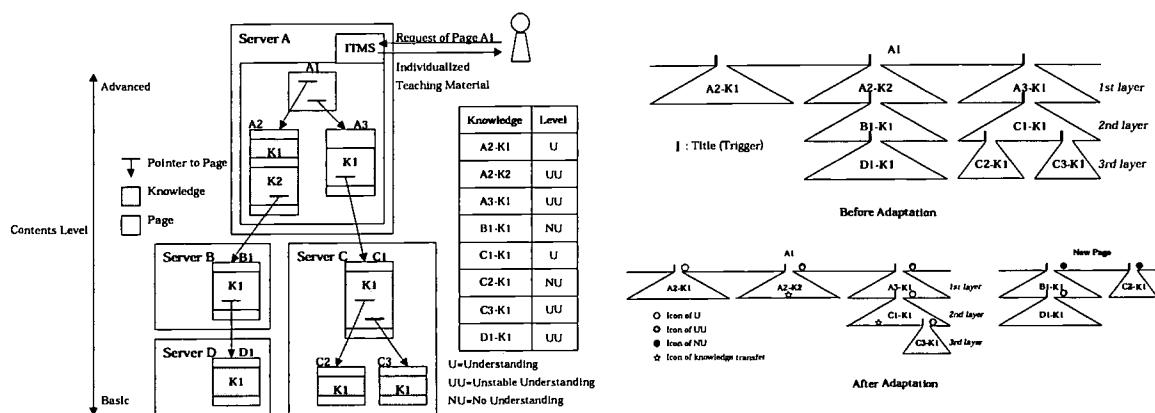 Server A
ITMS
Request of Page A1
Individualized
Teaching Material
Advanced
A1
A2
K1
K2
A3
K1
Pointer to Page
Knowledge
Page
Contents Level
Server B
B1
K1
Server C
C1
K1
Server D
D1
K1
C2
K1
C3
K1
Basic
Knowledge Level
A2-K1 U
A2-K2 UU
A3-K1 UU
B1-K1 NU
C1-K1 U
C2-K1 NU
C3-K1 UU
D1-K1 UU
U=Understanding
UU=Unstable Understanding
NU=No Understanding
A1
A2-K1 A2-K2 A3-K1 1st layer
B1-K1 C1-K1 2nd layer
: Title (Trigger)
D1-K1 C2-K1 C3-K1 3rd layer
Before Adaptation
A1 New Page
A2-K1 A2-K2 A3-K1 1st layer B1-K1 C2-K1
C1-K1 2nd layer D1-K1
C3-K1 3rd layer
Icon of U
Icon of UU
Icon of NU
Icon of knowledge transfer
After Adaptation